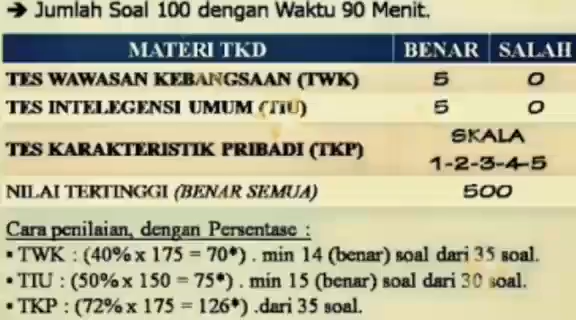 ➔ Jumlah Soal 100 dengan Waktu 90 Menit.
MATERI TKD BENAR SALAH
TES WAWASAN KEBANGSAAN (TWK) 5 0
TES INTELEGENSI UMUM (TIU) 5 0
TES KARAKTERISTIK PRIBADI (TKP) SKALA
1-2-3-4-5
NILAI TERTINGGI (BENAR SEMUA) 500
Cara penilaian, dengan Persentase :
▪ TWK : (40% x 175 = 70*) . min 14 (benar) soal dari 35 soal.
▪ TIU : (50% x 150 = 75*) . min 15 (benar) soal dari 30 soal.
▪ TKP : (72% x 175 = 126*) .dari 35 soal.